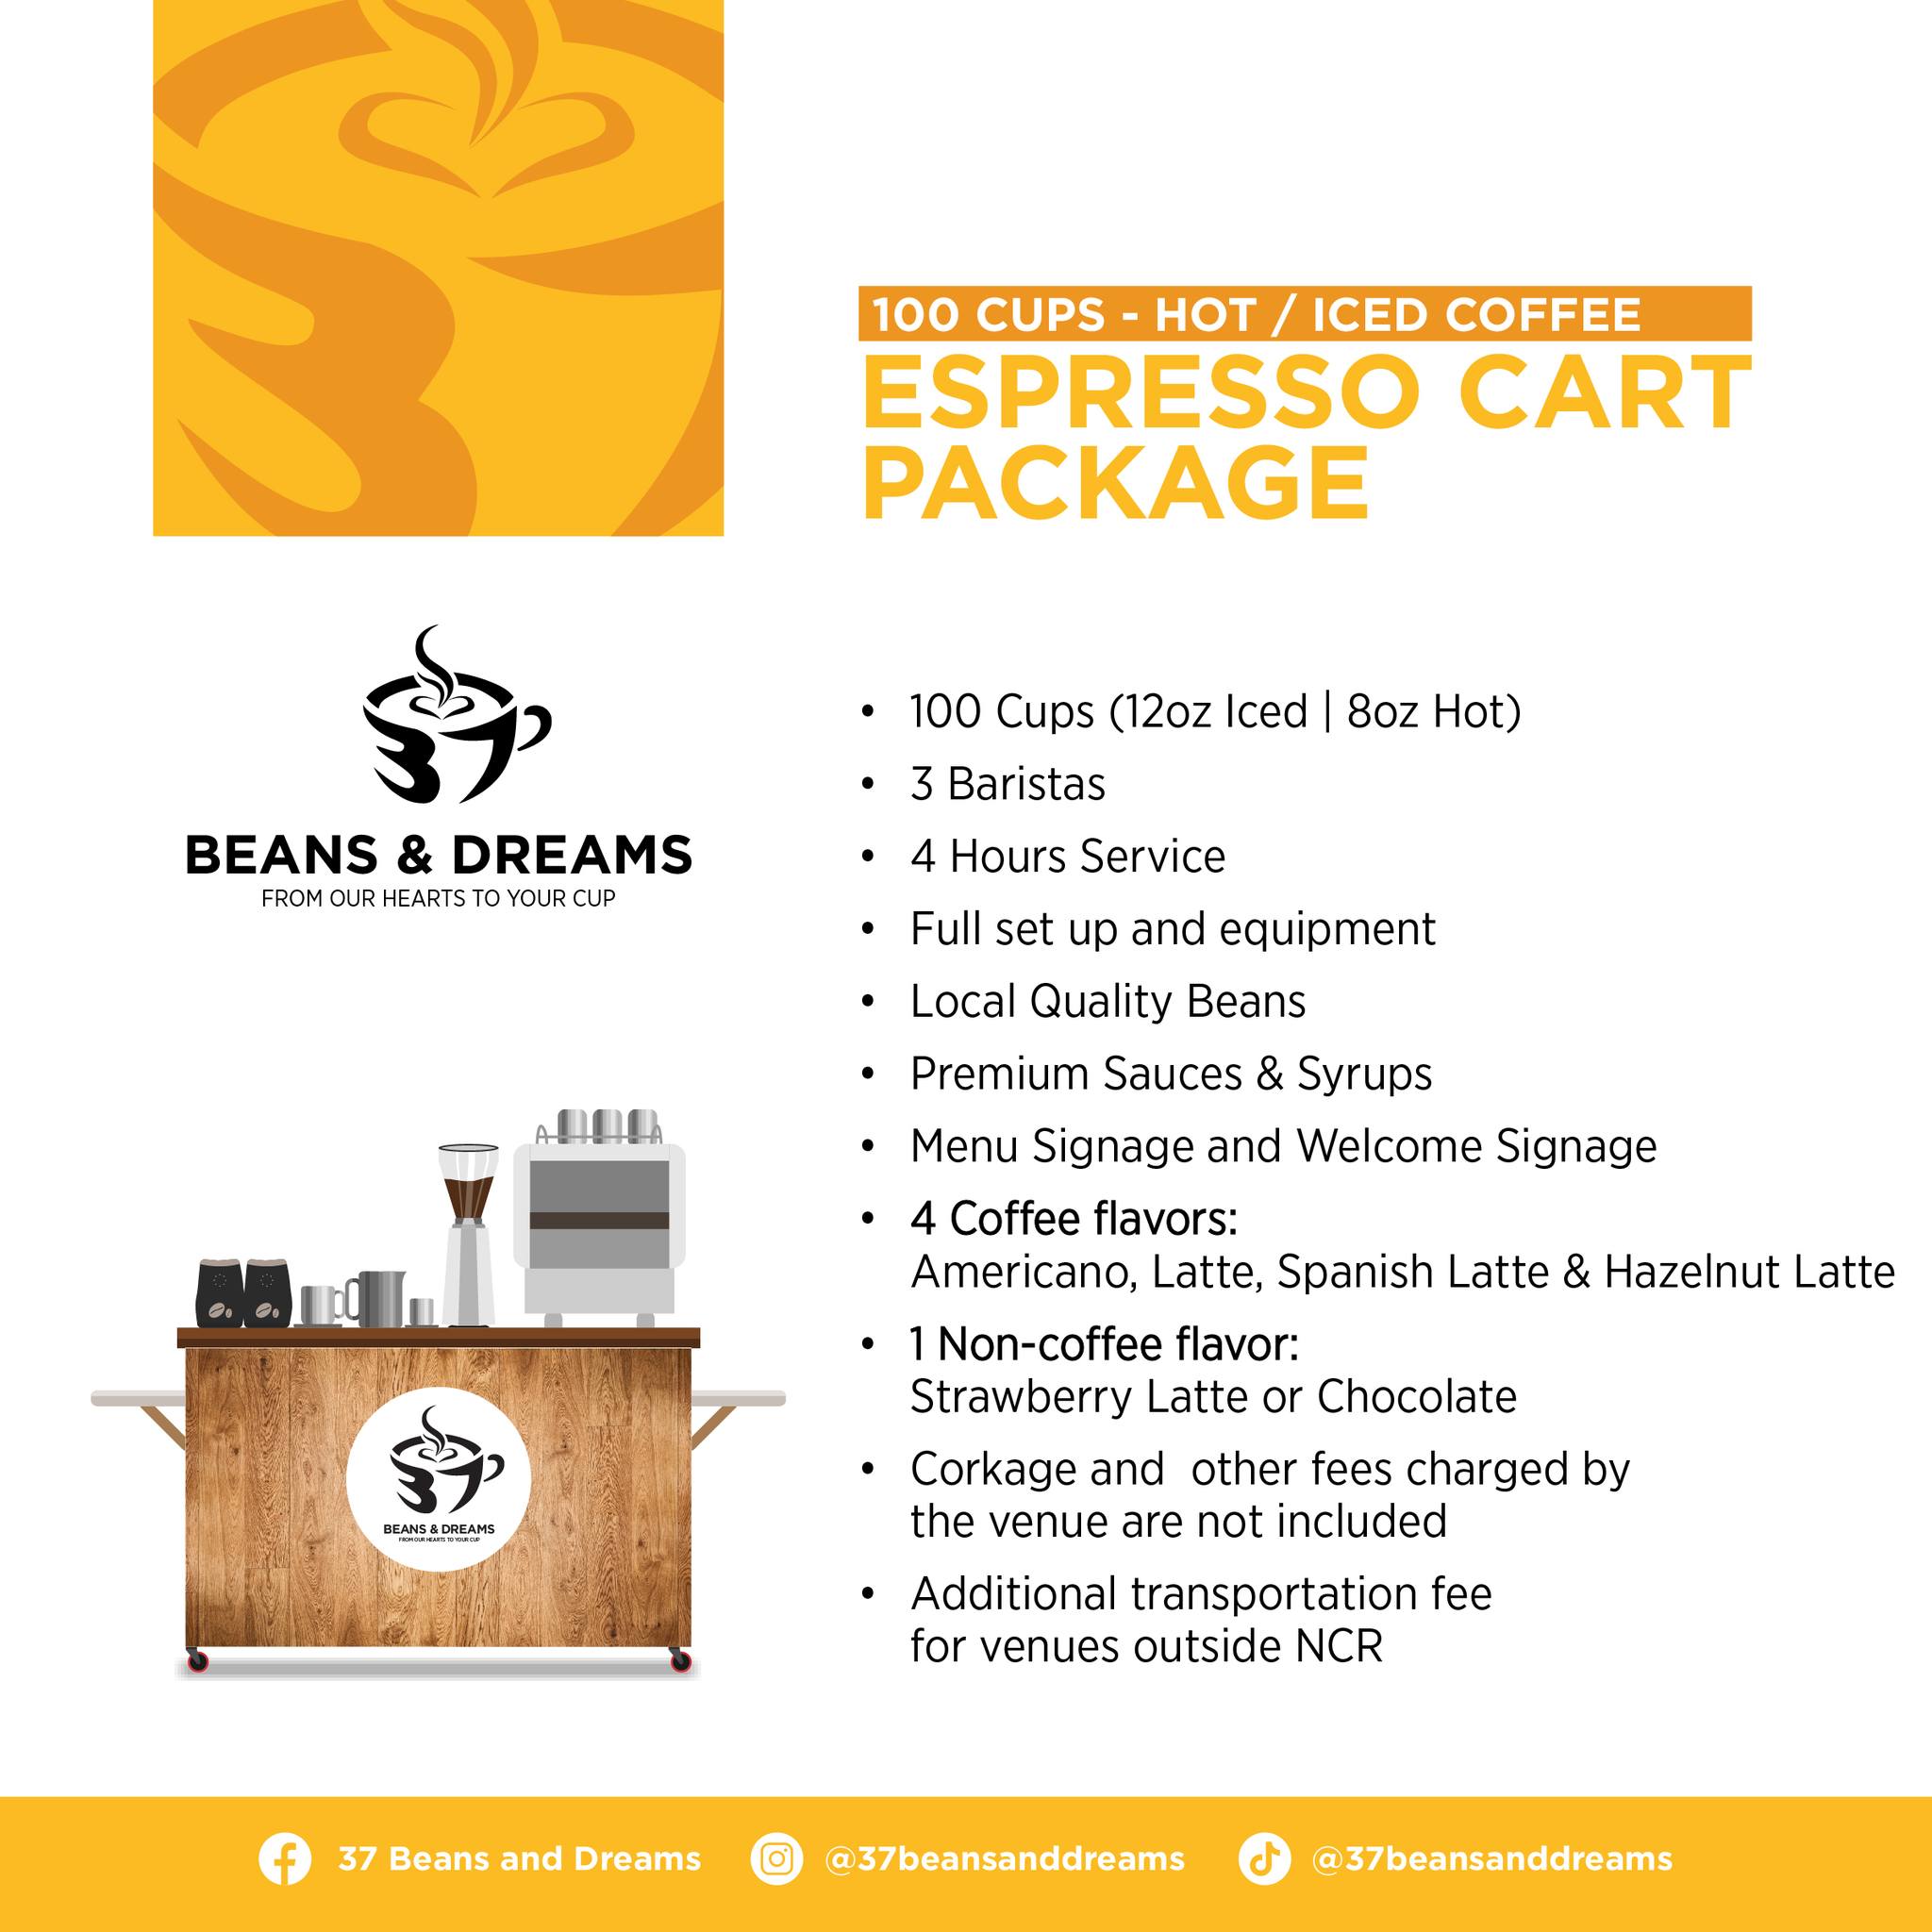 100 CUPS - HOT / ICED COFFEE
ESPRESSO CART
PACKAGE
37
BEANS & DREAMS
FROM OUR HEARTS TO YOUR CUP
• 100 Cups (12oz Iced | 8oz Hot)
• 3 Baristas
• 4 Hours Service
• Full set up and equipment
• Local Quality Beans
• Premium Sauces & Syrups
• Menu Signage and Welcome Signage
• 4 Coffee flavors:
Americano, Latte, Spanish Latte & Hazelnut Latte
• 1 Non-coffee flavor:
Strawberry Latte or Chocolate
• Corkage and  other fees charged by
the venue are not included
• Additional transportation fee
for venues outside NCR
37
BEANS & DREAMS
FROM OUR HEARTS TO YOUR CUP
37 Beans and Dreams @37beansanddreams @37beansanddreams